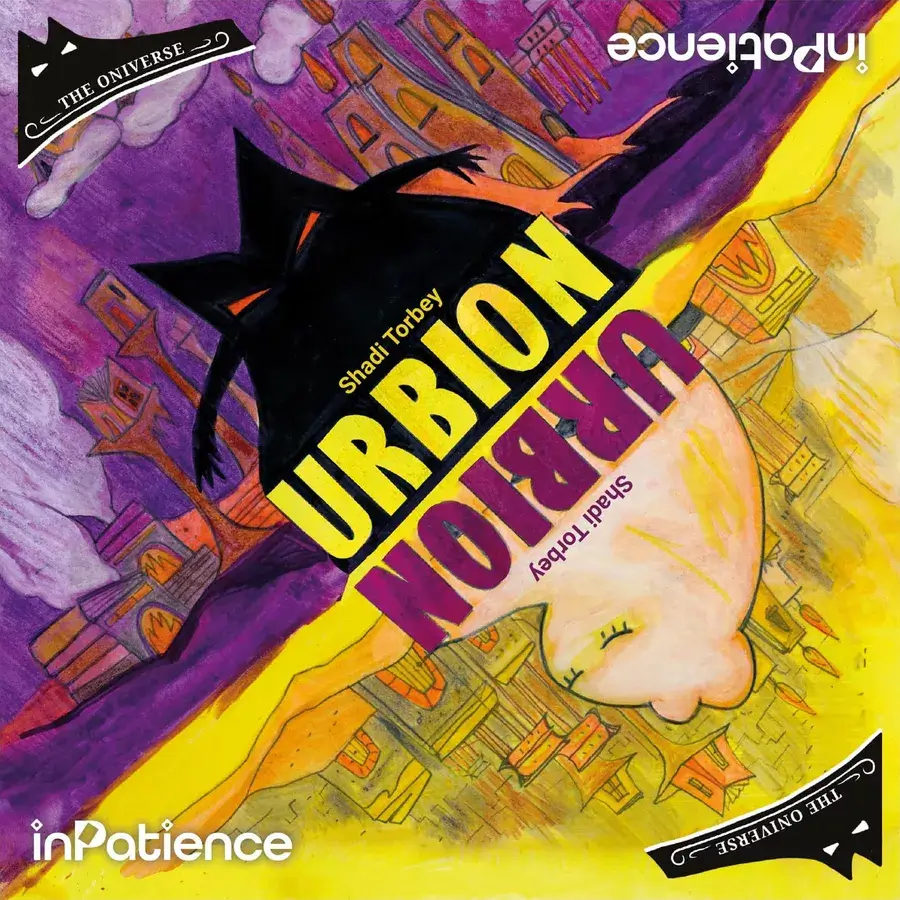 THE ONIVERSE
inPatience
Shadi Torbey
URBION
URBION
Shadi Torbey
inPatience
THE ONIVERSE